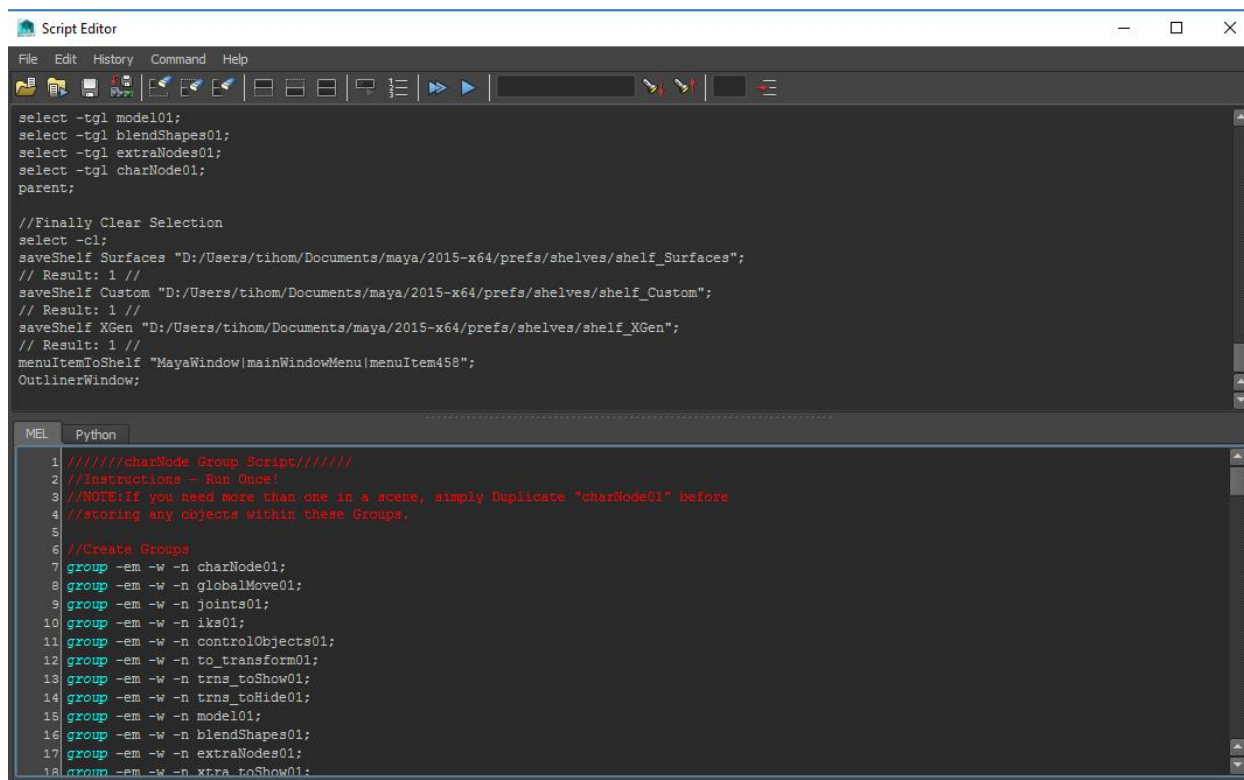 Script Editor
File Edit History Command Help
select -tgl model01;
select -tgl blendShapes01;
select -tgl extraNodes01;
select -tgl charNode01;
parent;
//Finally Clear Selection
select -cl;
saveShelf Surfaces "D:/Users/tihom/Documents/maya/2015-x64/prefs/shelves/shelf_Surfaces";
// Result: 1 //
saveShelf Custom "D:/Users/tihom/Documents/maya/2015-x64/prefs/shelves/shelf_Custom";
// Result: 1 //
saveShelf XGen "D:/Users/tihom/Documents/maya/2015-x64/prefs/shelves/shelf_XGen";
// Result: 1 //
menuItemToShelf "MayaWindow|mainWindowMenu|menuItem458";
OutlinerWindow;
MEL Python
1 ///////charNode Group Script///////
2 //Instructions - Run Once!
3 //NOTE:If you need more than one in a scene, simply Duplicate "charNode01" before
4 //storing any objects within these Groups.
5
6 //Create Groups
7 group -em -w -n charNode01;
8 group -em -w -n globalMove01;
9 group -em -w -n joints01;
10 group -em -w -n iks01;
11 group -em -w -n controlObjects01;
12 group -em -w -n to_transform01;
13 group -em -w -n trns_toShow01;
14 group -em -w -n trns_toHide01;
15 group -em -w -n model01;
16 group -em -w -n blendShapes01;
17 group -em -w -n extraNodes01;
18 group -em -w -n xtra_toShow01;